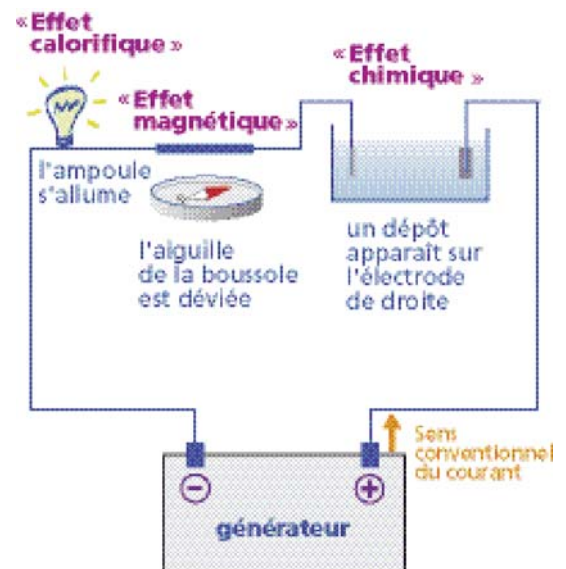 « Effet
calorifique »
« Effet
magnétique »
« Effet
chimique »
l'ampoule
s'allume
l'aiguille
de la boussole
est déviée
un dépôt
apparaît sur
l'électrode
de droite
Sens
conventionnel
du courant
− +
générateur